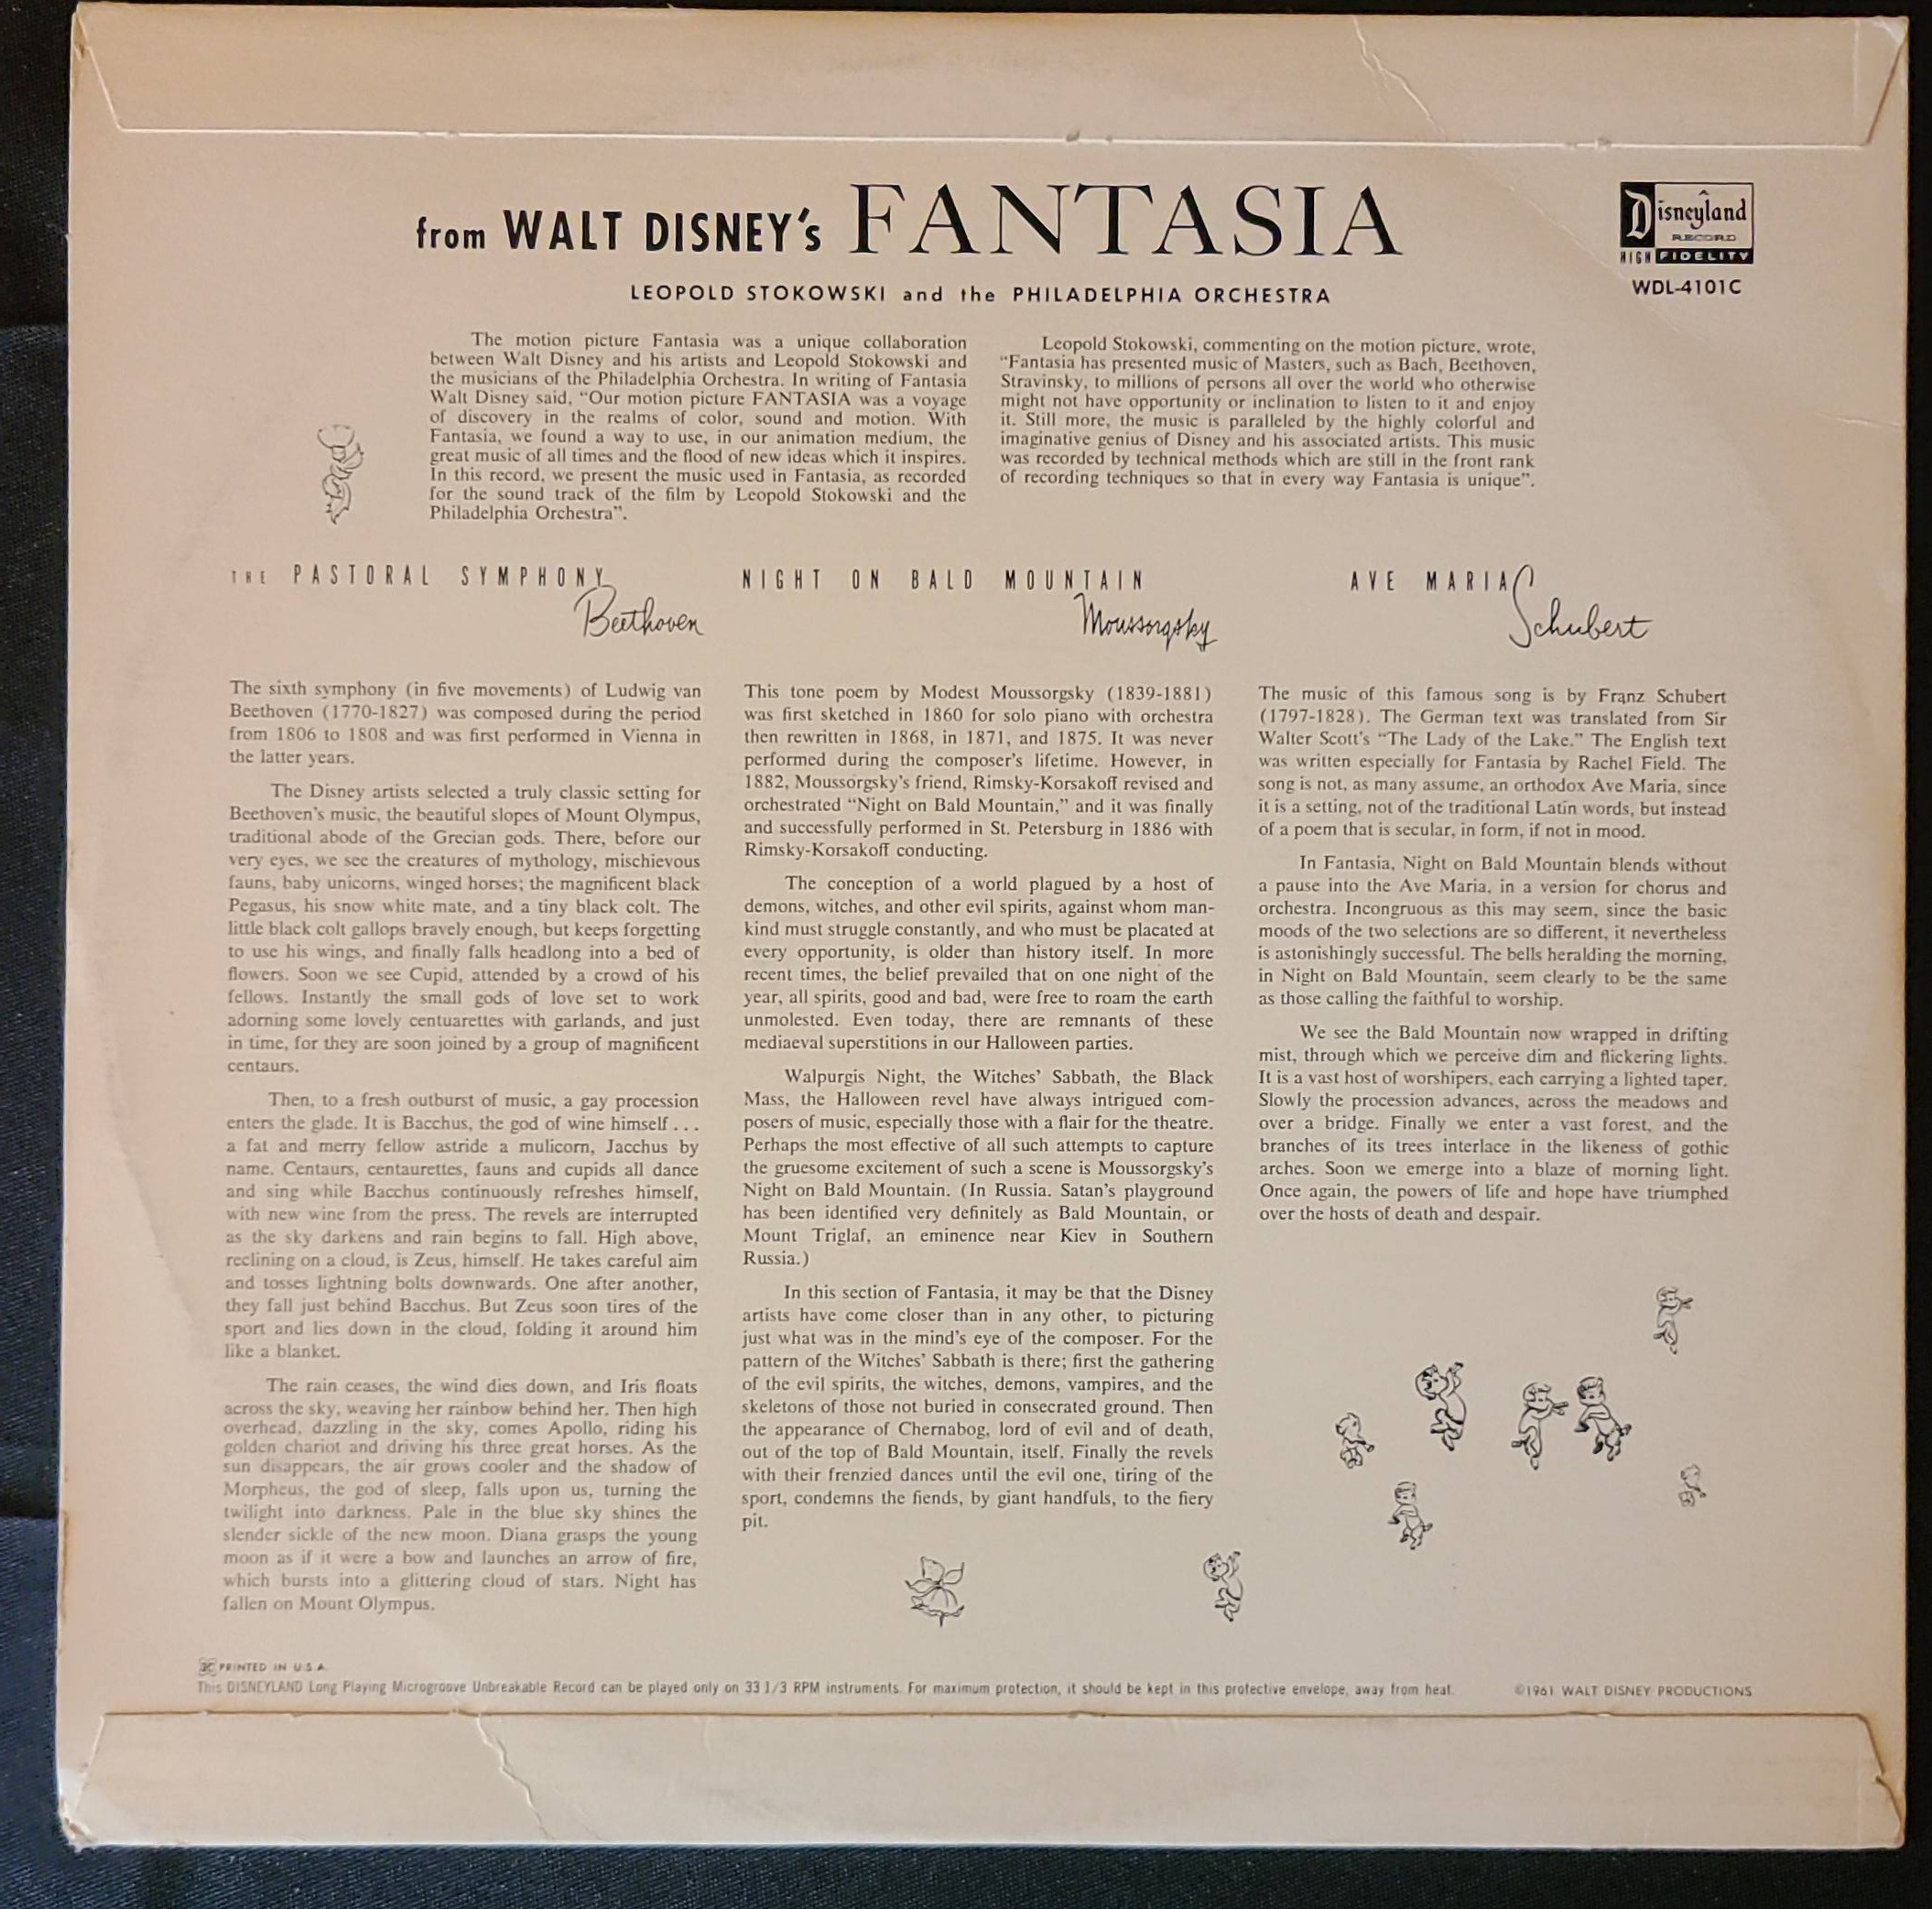 from WALT DISNEY's FANTASIA
Disneyland
RECORD
HIGH FIDELITY
WDL-4101C
LEOPOLD STOKOWSKI and the PHILADELPHIA ORCHESTRA
The motion picture Fantasia was a unique collaboration
between Walt Disney and his artists and Leopold Stokowski and
the musicians of the Philadelphia Orchestra. In writing of Fantasia
Walt Disney said, “Our motion picture FANTASIA was a voyage
of discovery in the realms of color, sound and motion. With
Fantasia, we found a way to use, in our animation medium, the
great music of all times and the flood of new ideas which it inspires.
In this record, we present the music used in Fantasia, as recorded
for the sound track of the film by Leopold Stokowski and the
Philadelphia Orchestra”.
Leopold Stokowski, commenting on the motion picture, wrote,
“Fantasia has presented music of Masters, such as Bach, Beethoven,
Stravinsky, to millions of persons all over the world who otherwise
might not have opportunity or inclination to listen to it and enjoy
it. Still more, the music is paralleled by the highly colorful and
imaginative genius of Disney and his associated artists. This music
was recorded by technical methods which are still in the front rank
of recording techniques so that in every way Fantasia is unique”.
THE PASTORAL SYMPHONY
Beethoven
The sixth symphony (in five movements) of Ludwig van
Beethoven (1770-1827) was composed during the period
from 1806 to 1808 and was first performed in Vienna in
the latter years.
The Disney artists selected a truly classic setting for
Beethoven's music, the beautiful slopes of Mount Olympus,
traditional abode of the Grecian gods. There, before our
very eyes, we see the creatures of mythology, mischievous
fauns, baby unicorns, winged horses; the magnificent black
Pegasus, his snow white mate, and a tiny black colt. The
little black colt gallops bravely enough, but keeps forgetting
to use his wings, and finally falls headlong into a bed of
flowers. Soon we see Cupid, attended by a crowd of his
fellows. Instantly the small gods of love set to work
adorning some lovely centuarettes with garlands, and just
in time, for they are soon joined by a group of magnificent
centaurs.
Then, to a fresh outburst of music, a gay procession
enters the glade. It is Bacchus, the god of wine himself . . .
a fat and merry fellow astride a mulicorn, Jacchus by
name. Centaurs, centaurettes, fauns and cupids all dance
and sing while Bacchus continuously refreshes himself,
with new wine from the press. The revels are interrupted
as the sky darkens and rain begins to fall. High above,
reclining on a cloud, is Zeus, himself. He takes careful aim
and tosses lightning bolts downwards. One after another,
they fall just behind Bacchus. But Zeus soon tires of the
sport and lies down in the cloud, folding it around him
like a blanket.
The rain ceases, the wind dies down, and Iris floats
across the sky, weaving her rainbow behind her. Then high
overhead, dazzling in the sky, comes Apollo, riding his
golden chariot and driving his three great horses. As the
sun disappears, the air grows cooler and the shadow of
Morpheus, the god of sleep, falls upon us, turning the
twilight into darkness. Pale in the blue sky shines the
slender sickle of the new moon. Diana grasps the young
moon as if it were a bow and launches an arrow of fire,
which bursts into a glittering cloud of stars. Night has
fallen on Mount Olympus.
NIGHT ON BALD MOUNTAIN
Moussorgsky
This tone poem by Modest Moussorgsky (1839-1881)
was first sketched in 1860 for solo piano with orchestra
then rewritten in 1868, in 1871, and 1875. It was never
performed during the composer's lifetime. However, in
1882, Moussorgsky's friend, Rimsky-Korsakoff revised and
orchestrated “Night on Bald Mountain,” and it was finally
and successfully performed in St. Petersburg in 1886 with
Rimsky-Korsakoff conducting.
The conception of a world plagued by a host of
demons, witches, and other evil spirits, against whom man-
kind must struggle constantly, and who must be placated at
every opportunity, is older than history itself. In more
recent times, the belief prevailed that on one night of the
year, all spirits, good and bad, were free to roam the earth
unmolested. Even today, there are remnants of these
mediaeval superstitions in our Halloween parties.
Walpurgis Night, the Witches' Sabbath, the Black
Mass, the Halloween revel have always intrigued com-
posers of music, especially those with a flair for the theatre.
Perhaps the most effective of all such attempts to capture
the gruesome excitement of such a scene is Moussorgsky's
Night on Bald Mountain. (In Russia. Satan's playground
has been identified very definitely as Bald Mountain, or
Mount Triglaf, an eminence near Kiev in Southern
Russia.)
In this section of Fantasia, it may be that the Disney
artists have come closer than in any other, to picturing
just what was in the mind's eye of the composer. For the
pattern of the Witches' Sabbath is there; first the gathering
of the evil spirits, the witches, demons, vampires, and the
skeletons of those not buried in consecrated ground. Then
the appearance of Chernabog, lord of evil and of death,
out of the top of Bald Mountain, itself. Finally the revels
with their frenzied dances until the evil one, tiring of the
sport, condemns the fiends, by giant handfuls, to the fiery
pit.
AVE MARIA
Schubert
The music of this famous song is by Franz Schubert
(1797-1828). The German text was translated from Sir
Walter Scott's “The Lady of the Lake.” The English text
was written especially for Fantasia by Rachel Field. The
song is not, as many assume, an orthodox Ave Maria, since
it is a setting, not of the traditional Latin words, but instead
of a poem that is secular, in form, if not in mood.
In Fantasia, Night on Bald Mountain blends without
a pause into the Ave Maria, in a version for chorus and
orchestra. Incongruous as this may seem, since the basic
moods of the two selections are so different, it nevertheless
is astonishingly successful. The bells heralding the morning,
in Night on Bald Mountain, seem clearly to be the same
as those calling the faithful to worship.
We see the Bald Mountain now wrapped in drifting
mist, through which we perceive dim and flickering lights.
It is a vast host of worshipers, each carrying a lighted taper.
Slowly the procession advances, across the meadows and
over a bridge. Finally we enter a vast forest, and the
branches of its trees interlace in the likeness of gothic
arches. Soon we emerge into a blaze of morning light.
Once again, the powers of life and hope have triumphed
over the hosts of death and despair.
PRINTED IN U.S.A.
This DISNEYLAND Long Playing Microgroove Unbreakable Record can be played only on 33 1/3 RPM instruments. For maximum protection, it should be kept in this protective envelope, away from heat.
©1961 WALT DISNEY PRODUCTIONS